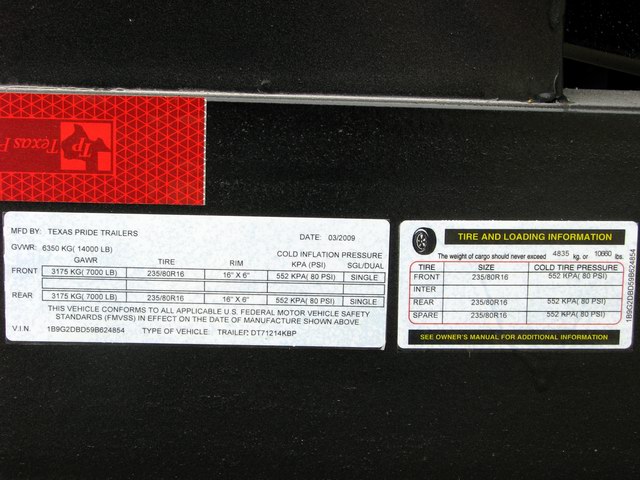 Texas P
Tp
MFD BY: TEXAS PRIDE TRAILERS DATE: 03/2009
GVWR: 6350 KG( 14000 LB)
COLD INFLATION PRESSURE
GAWR TIRE RIM KPA (PSI) SGL/DUAL
FRONT 3175 KG( 7000 LB) 235/80R16 16" X 6" 552 KPA( 80 PSI) SINGLE
REAR 3175 KG( 7000 LB) 235/80R16 16" X 6" 552 KPA( 80 PSI) SINGLE
THIS VEHICLE CONFORMS TO ALL APPLICABLE U.S. FEDERAL MOTOR VEHICLE SAFETY
STANDARDS (FMVSS) IN EFFECT ON THE DATE OF MANUFACTURE SHOWN ABOVE
V.I.N. 1B9G2DBD59B624854 TYPE OF VEHICLE: TRAILER: DT71214KBP
TIRE AND LOADING INFORMATION
The weight of cargo should never exceed 4835 kg. or 10660 lbs.
TIRE SIZE COLD TIRE PRESSURE
FRONT 235/80R16 552 KPA( 80 PSI)
INTER
REAR 235/80R16 552 KPA( 80 PSI)
SPARE 235/80R16 552 KPA( 80 PSI)
SEE OWNER'S MANUAL FOR ADDITIONAL INFORMATION
1B9G2DBD59B624854